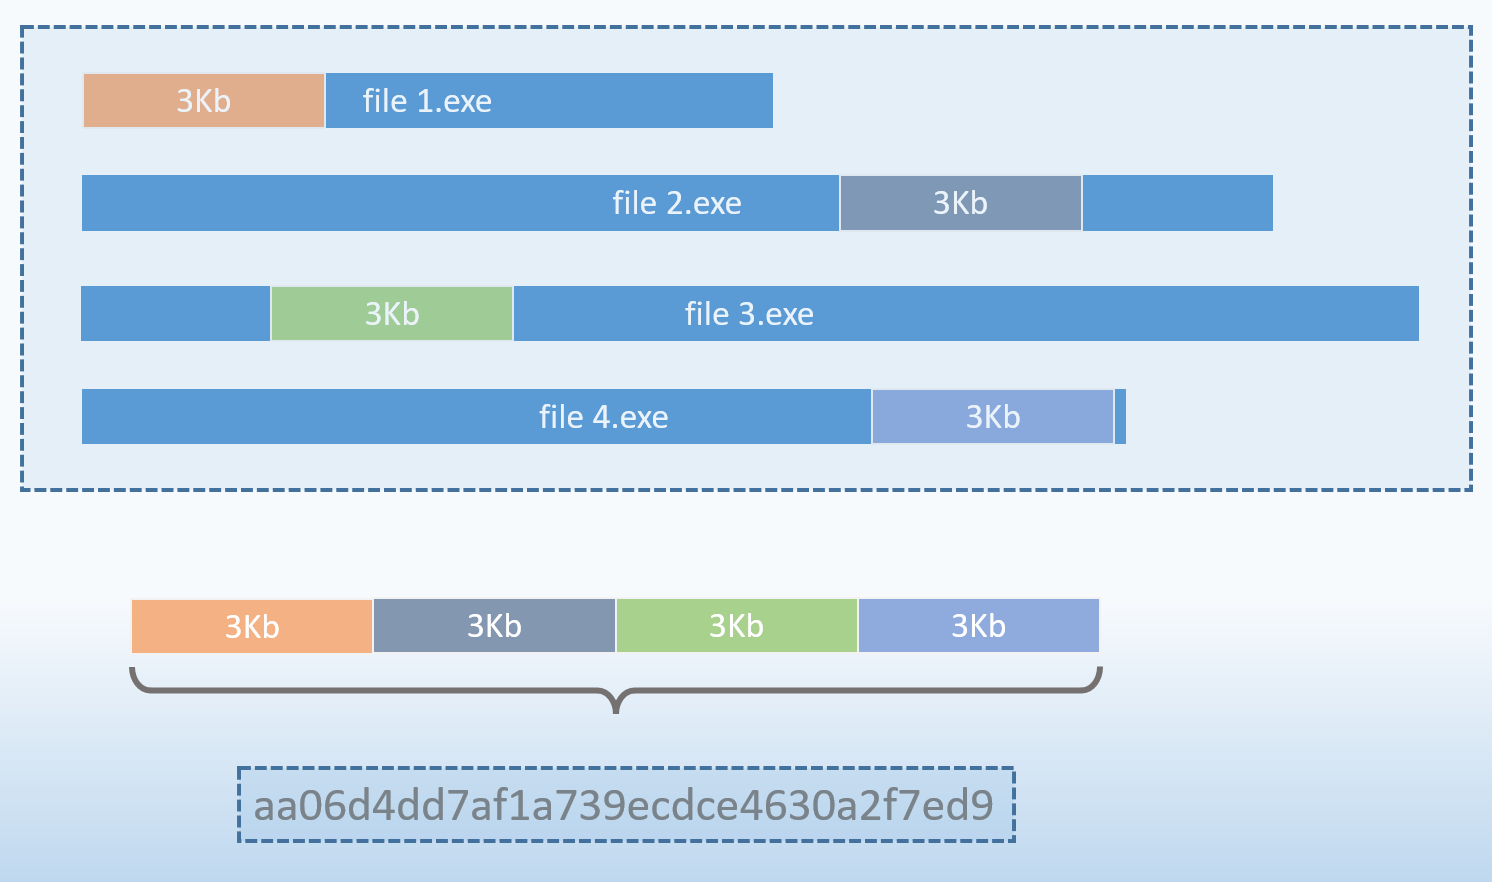 3Kb file 1.exe
file 2.exe 3Kb
3Kb file 3.exe
file 4.exe 3Kb
3Kb 3Kb 3Kb 3Kb
aa06d4dd7af1a739ecdce4630a2f7ed9